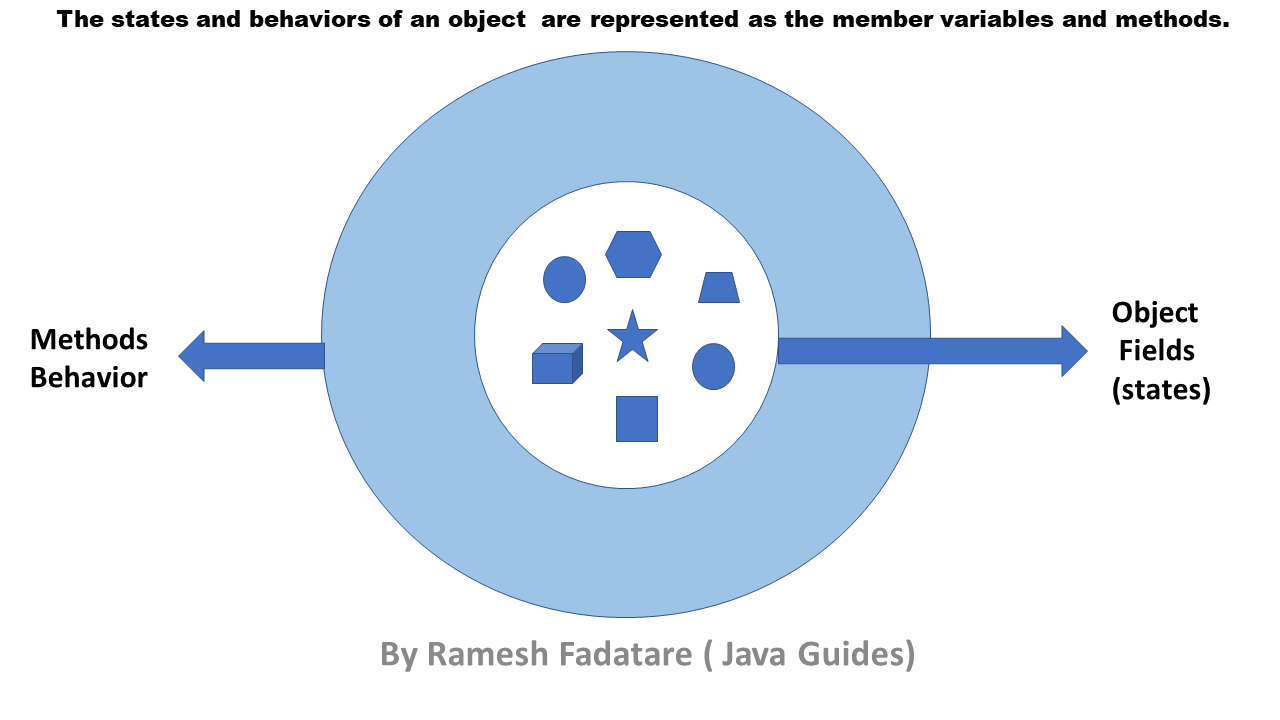 The states and behaviors of an object  are represented as the member variables and methods.
Methods
Behavior
Object
Fields
(states)
By Ramesh Fadatare ( Java Guides)